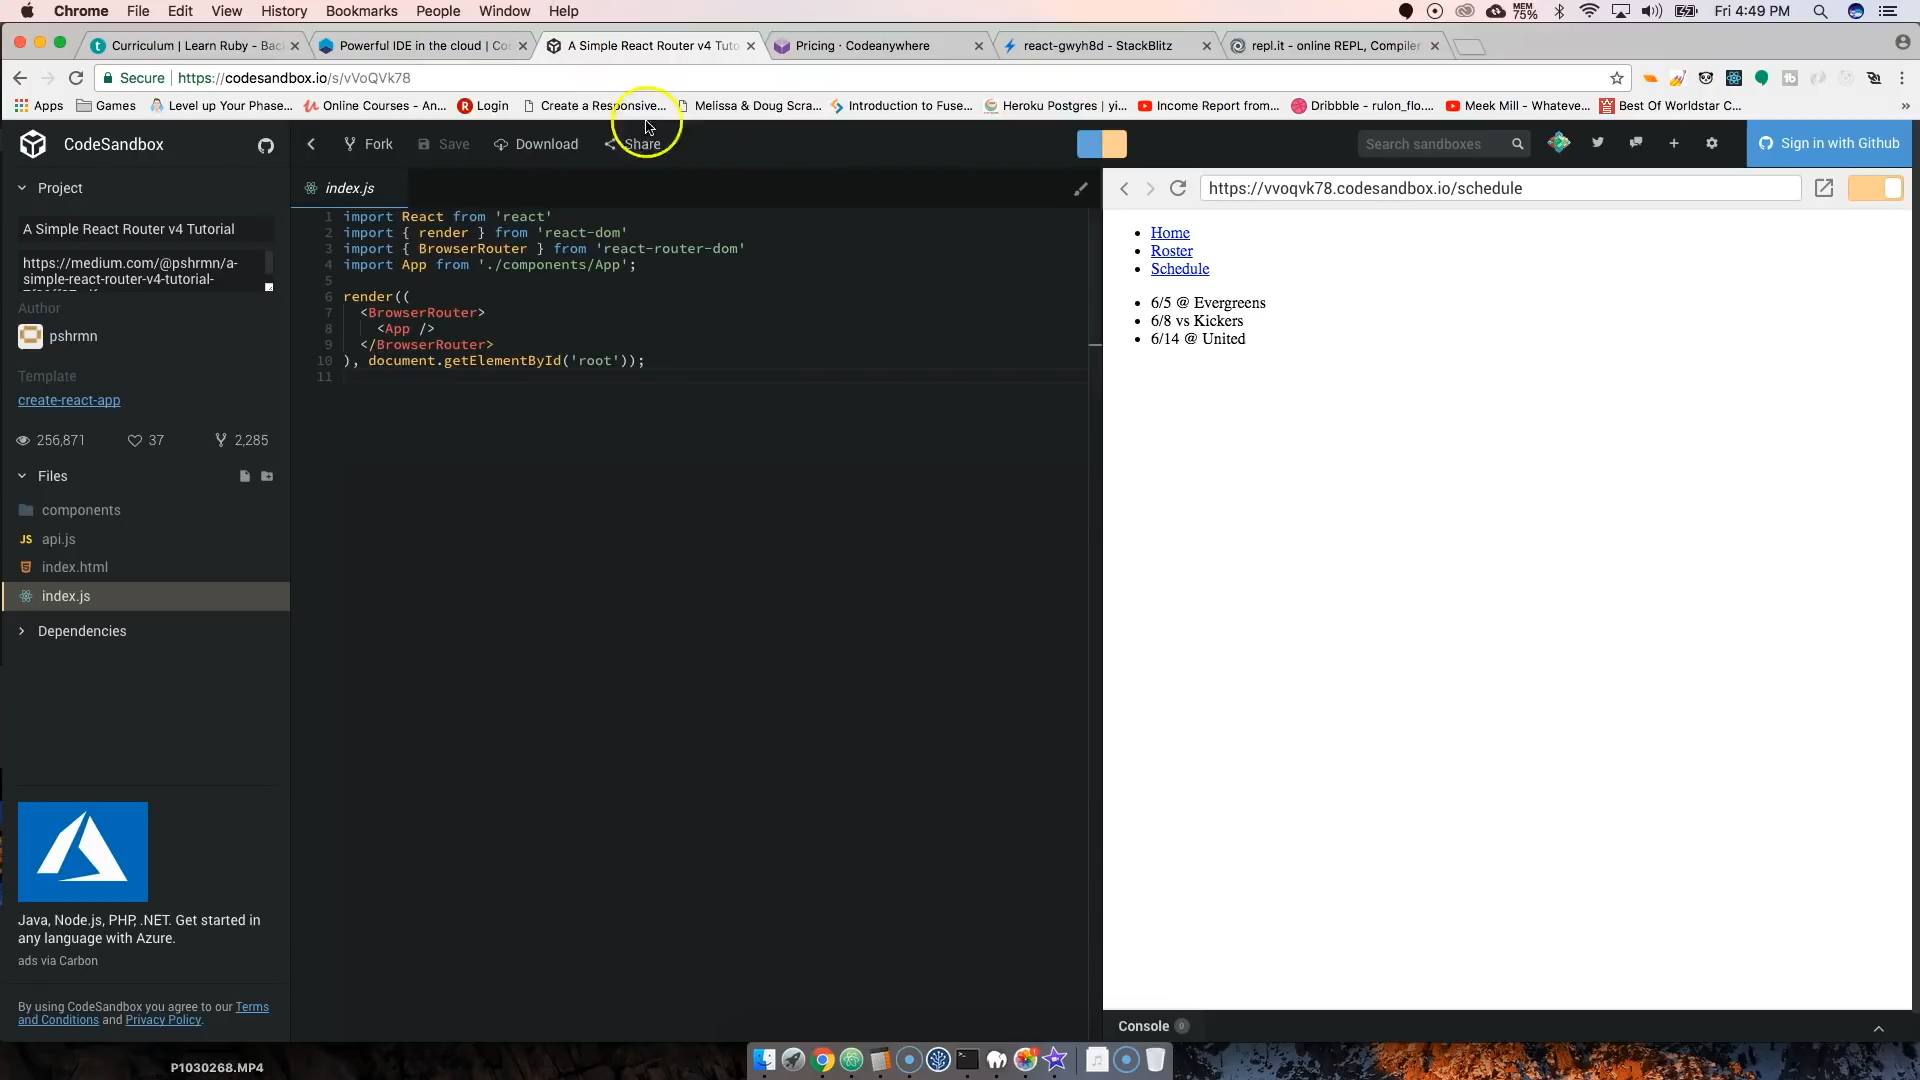 Chrome File Edit View History Bookmarks People Window Help
MEM 75% Fri 4:49 PM
Curriculum | Learn Ruby - Bac
Powerful IDE in the cloud | Co
A Simple React Router v4 Tuto
Pricing · Codeanywhere
react-gwyh8d - StackBlitz
repl.it - online REPL, Compiler
Secure https://codesandbox.io/s/vVoQVk78
Apps Games Level up Your Phase... Online Courses - An... Login Create a Responsive... Melissa & Doug Scra... Introduction to Fuse... Heroku Postgres | yi... Income Report from... Dribbble - rulon_flo.... Meek Mill - Whateve... Best Of Worldstar C... »
CodeSandbox
Fork Save Download Share
Search sandboxes
Sign in with Github
Project
A Simple React Router v4 Tutorial
https://medium.com/@pshrmn/a-
simple-react-router-v4-tutorial-
Author
pshrmn
Template
create-react-app
256,871 37 2,285
Files
components
JS api.js
index.html
index.js
Dependencies
Java, Node.js, PHP, .NET. Get started in
any language with Azure.
ads via Carbon
By using CodeSandbox you agree to our Terms
and Conditions and Privacy Policy.
index.js
1 import React from 'react'
2 import { render } from 'react-dom'
3 import { BrowserRouter } from 'react-router-dom'
4 import App from './components/App';
5
6 render((
7 <BrowserRouter>
8 <App />
9 </BrowserRouter>
10 ), document.getElementById('root'));
11
https://vvoqvk78.codesandbox.io/schedule
• Home
• Roster
• Schedule
• 6/5 @ Evergreens
• 6/8 vs Kickers
• 6/14 @ United
Console 0
P1030268.MP4